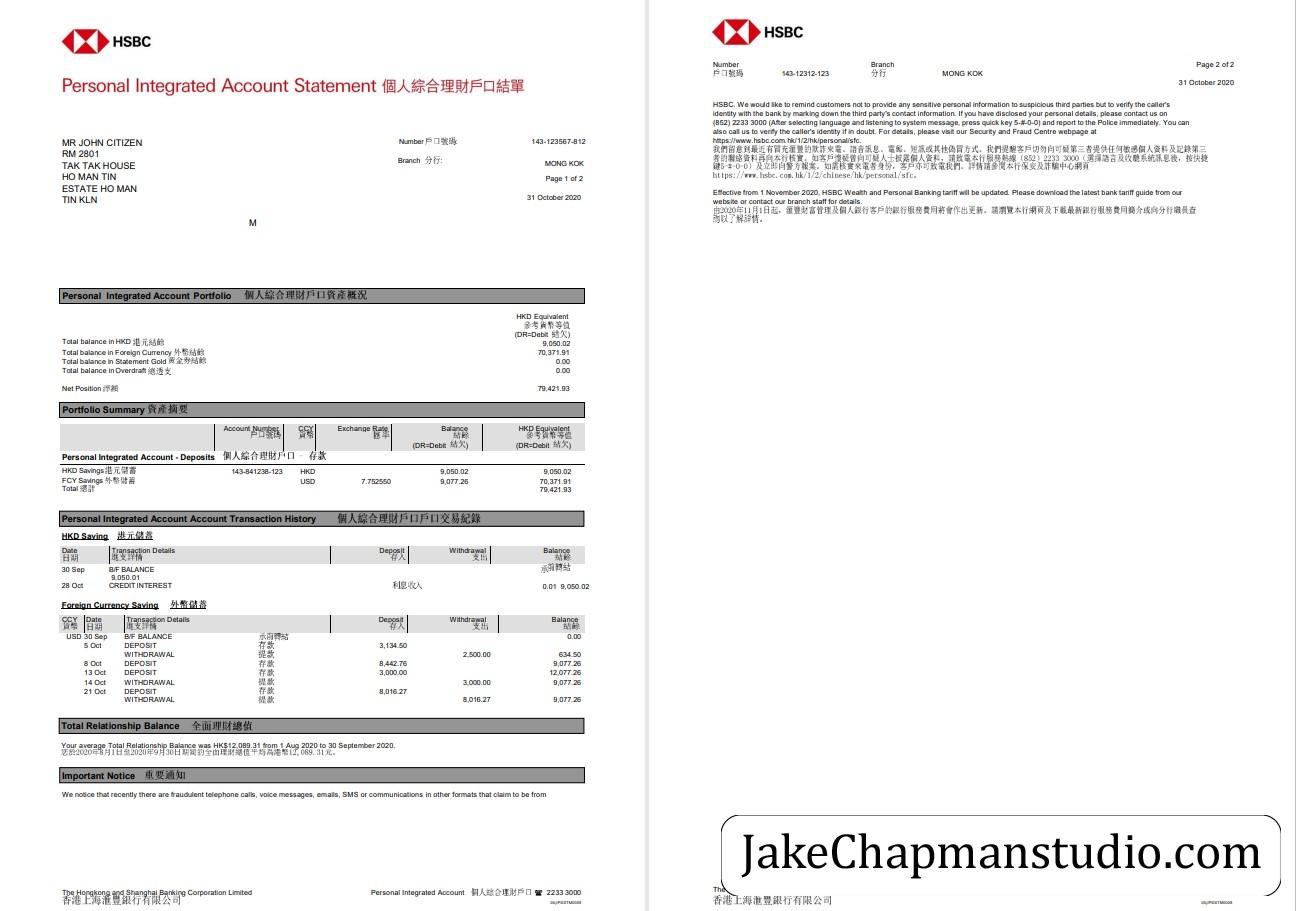 HSBC
Personal Integrated Account Statement 個人綜合理財戶口結單
MR JOHN CITIZEN
RM 2801
TAK TAK HOUSE
HO MAN TIN
ESTATE HO MAN
TIN KLN
M
Number 戶口號碼: 143-123567-812
Branch 分行: MONG KOK
Page 1 of 2
31 October 2020
Personal Integrated Account Portfolio 個人綜合理財戶口資產概況
HKD Equivalent
參考貨幣等值
(DR=Debit 結欠)
Total balance in HKD 港元結餘 9,050.02
Total balance in Foreign Currency 外幣結餘 70,371.91
Total balance in Statement Gold 黃金券結餘 0.00
Total balance in Overdraft 總透支 0.00
Net Position 淨額 79,421.93
Portfolio Summary 資產摘要
Account Number CCY Exchange Rate Balance HKD Equivalent
戶口號碼 貨幣 匯率 結餘 參考貨幣等值
(DR=Debit 結欠) (DR=Debit 結欠)
Personal Integrated Account - Deposits 個人綜合理財戶口 - 存款
HKD Savings 港元儲蓄 143-841238-123 HKD 9,050.02 9,050.02
FCY Savings 外幣儲蓄 USD 7.752550 9,077.26 70,371.91
Total 總計 79,421.93
Personal Integrated Account Account Transaction History 個人綜合理財戶口戶口交易紀錄
HKD Saving 港元儲蓄
Date Transaction Details Deposit Withdrawal Balance
日期 進支詳情 存入 支出 結餘
30 Sep B/F BALANCE 承前轉結
9,050.01
28 Oct CREDIT INTEREST 利息收入 0.01 9,050.02
Foreign Currency Saving 外幣儲蓄
CCY Date Transaction Details Deposit Withdrawal Balance
貨幣 日期 進支詳情 存入 支出 結餘
USD 30 Sep B/F BALANCE 承前轉結 0.00
5 Oct DEPOSIT 存款 3,134.50
WITHDRAWAL 提款 2,500.00 634.50
8 Oct DEPOSIT 存款 8,442.76 9,077.26
13 Oct DEPOSIT 存款 3,000.00 12,077.26
14 Oct WITHDRAWAL 提款 3,000.00 9,077.26
21 Oct DEPOSIT 存款 8,016.27
WITHDRAWAL 提款 8,016.27 9,077.26
Total Relationship Balance 全面理財總值
Your average Total Relationship Balance was HK$12,089.31 from 1 Aug 2020 to 30 September 2020.
您於2020年8月1日至2020年9月30日期間的全面理財總值平均為港幣12,089.31元。
Important Notice 重要通知
We notice that recently there are fraudulent telephone calls, voice messages, emails, SMS or communications in other formats that claim to be from
The Hongkong and Shanghai Banking Corporation Limited Personal Integrated Account 個人綜合理財戶口 ☎ 2233 3000
香港上海滙豐銀行有限公司
HSBC
Number Branch Page 2 of 2
戶口號碼 143-12312-123 分行 MONG KOK
31 October 2020
HSBC. We would like to remind customers not to provide any sensitive personal information to suspicious third parties but to verify the caller's
identity with the bank by marking down the third party's contact information. If you have disclosed your personal details, please contact us on
(852) 2233 3000 (After selecting language and listening to system message, press quick key 5-#-0-0) and report to the Police immediately. You can
also call us to verify the caller's identity if in doubt. For details, please visit our Security and Fraud Centre webpage at
https://www.hsbc.com.hk/1/2/hk/personal/sfc.
我們留意到最近有冒充滙豐的欺詐來電、語音訊息、電郵、短訊或其他偽冒方式。我們提醒客戶切勿向可疑第三者提供任何敏感個人資料及記錄第三
者的聯絡資料再向本行核實。如客戶懷疑曾向可疑人士披露個人資料，請致電本行服務熱線 (852) 2233 3000 (選擇語言及收聽系統訊息後，按快捷
鍵5-#-0-0) 及立即向警方報案。如需核實來電者身份，客戶亦可致電我們。詳情請參閱本行保安及詐騙中心網頁
https://www.hsbc.com.hk/1/2/chinese/hk/personal/sfc。
Effective from 1 November 2020, HSBC Wealth and Personal Banking tariff will be updated. Please download the latest bank tariff guide from our
website or contact our branch staff for details.
由2020年11月1日起，滙豐財富管理及個人銀行客戶的銀行服務費用將會作出更新。請瀏覽本行網頁及下載最新銀行服務費用簡介或向分行職員查
詢以了解詳情。
JakeChapmanstudio.com
The
香港上海滙豐銀行有限公司